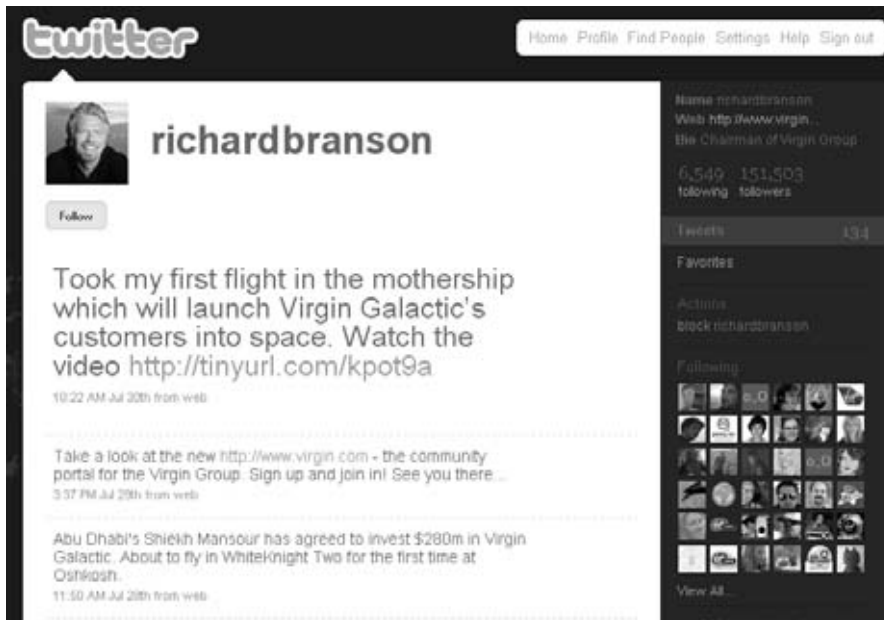 twitter
Home Profile Find People Settings Help Sign out
richardbranson
Follow
Took my first flight in the mothership
which will launch Virgin Galactic's
customers into space. Watch the
video http://tinyurl.com/kpot9a
10:22 AM Jul 30th from web
Take a look at the new http://www.virgin.com - the community
portal for the Virgin Group. Sign up and join in! See you there...
3:37 PM Jul 29th from web
Abu Dhabi's Shiekh Mansour has agreed to invest $280m in Virgin
Galactic. About to fly in WhiteKnight Two for the first time at
Oshkosh.
11:50 AM Jul 28th from web
Name richardbranson
Web http://www.virgin...
the Chairman of Virgin Group
6,549 151,503
following followers
Tweets 134
Favorites
Actions
block richardbranson
Following
View All...